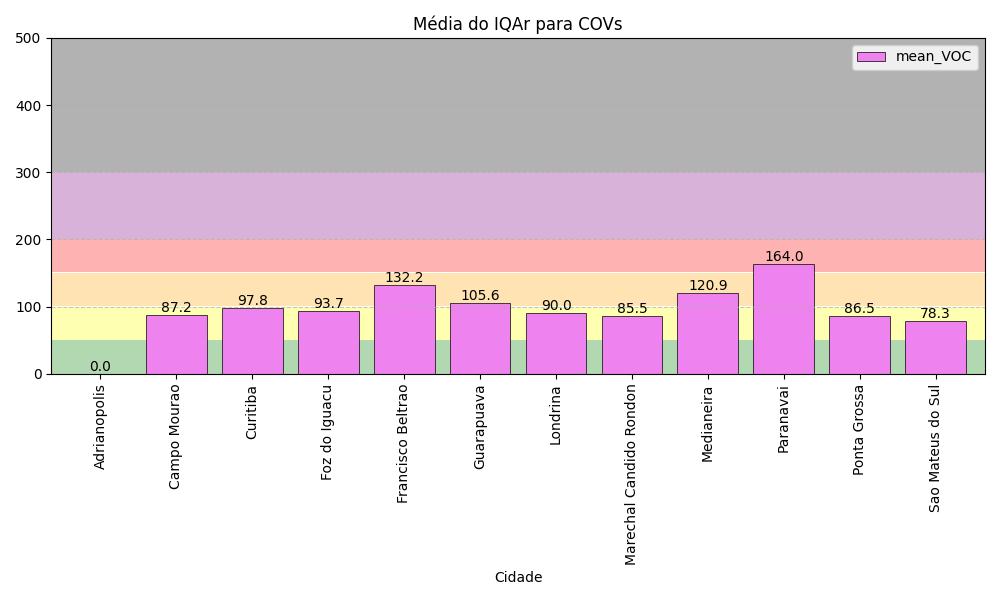 Média do IQAr para COVs
500
400
300
200
100
0
mean_VOC
0.0
87.2
97.8
93.7
132.2
105.6
90.0
85.5
120.9
164.0
86.5
78.3
Adrianopolis
Campo Mourao
Curitiba
Foz do Iguacu
Francisco Beltrao
Guarapuava
Londrina
Marechal Candido Rondon
Medianeira
Paranavai
Ponta Grossa
Sao Mateus do Sul
Cidade